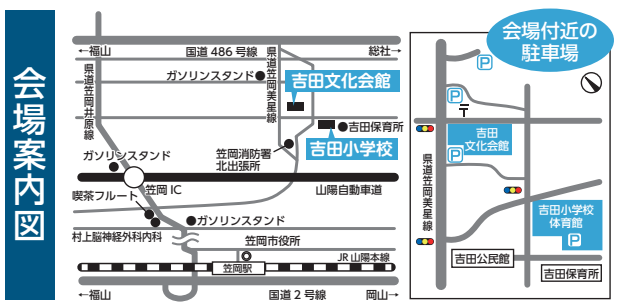 会場案内図
←福山
国道486号線
総社→
県道笠岡井原線
ガソリンスタンド
県道笠岡美星線
吉田文化会館
吉田保育所
吉田小学校
笠岡消防署
北出張所
ガソリンスタンド
笠岡IC
山陽自動車道
喫茶フルート
ガソリンスタンド
村上脳神経外科内科
笠岡市役所
JR山陽本線
笠岡駅
←福山
国道2号線
岡山→
会場付近の
駐車場
P
P
〒
吉田
文化会館
P
県道笠岡美星線
吉田小学校
体育館
P
吉田公民館
吉田保育所